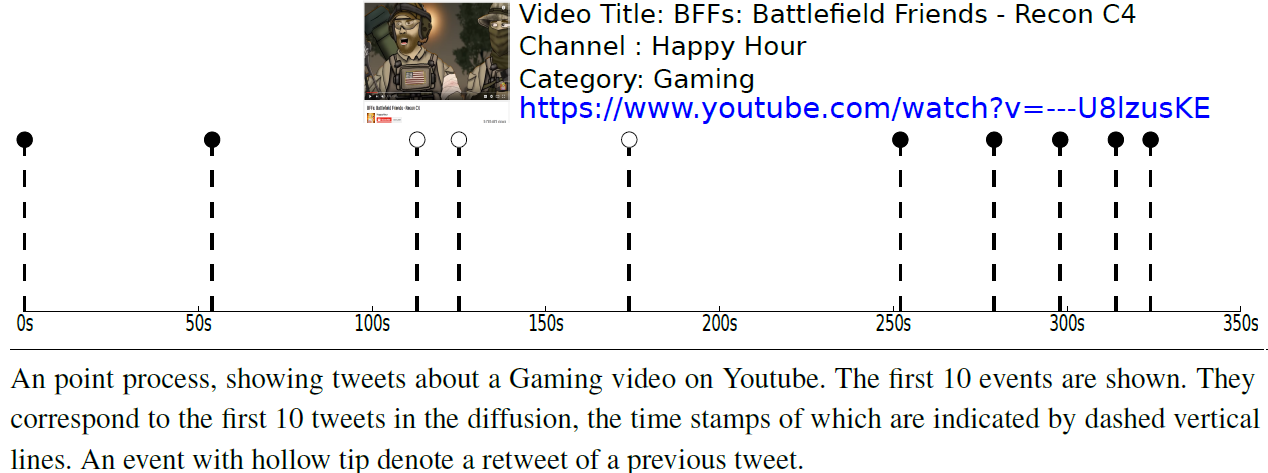 Video Title: BFFs: Battlefield Friends - Recon C4
Channel : Happy Hour
Category: Gaming
https://www.youtube.com/watch?v=---U8lzusKE
BFFs: Battlefield Friends - Recon C4
0s 50s 100s 150s 200s 250s 300s 350s
An point process, showing tweets about a Gaming video on Youtube. The first 10 events are shown. They
correspond to the first 10 tweets in the diffusion, the time stamps of which are indicated by dashed vertical
lines. An event with hollow tip denote a retweet of a previous tweet.